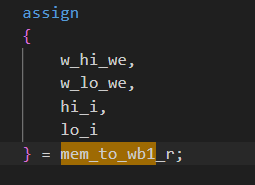 assign
{
w_hi_we,
w_lo_we,
hi_i,
lo_i
} = mem_to_wb1_r;